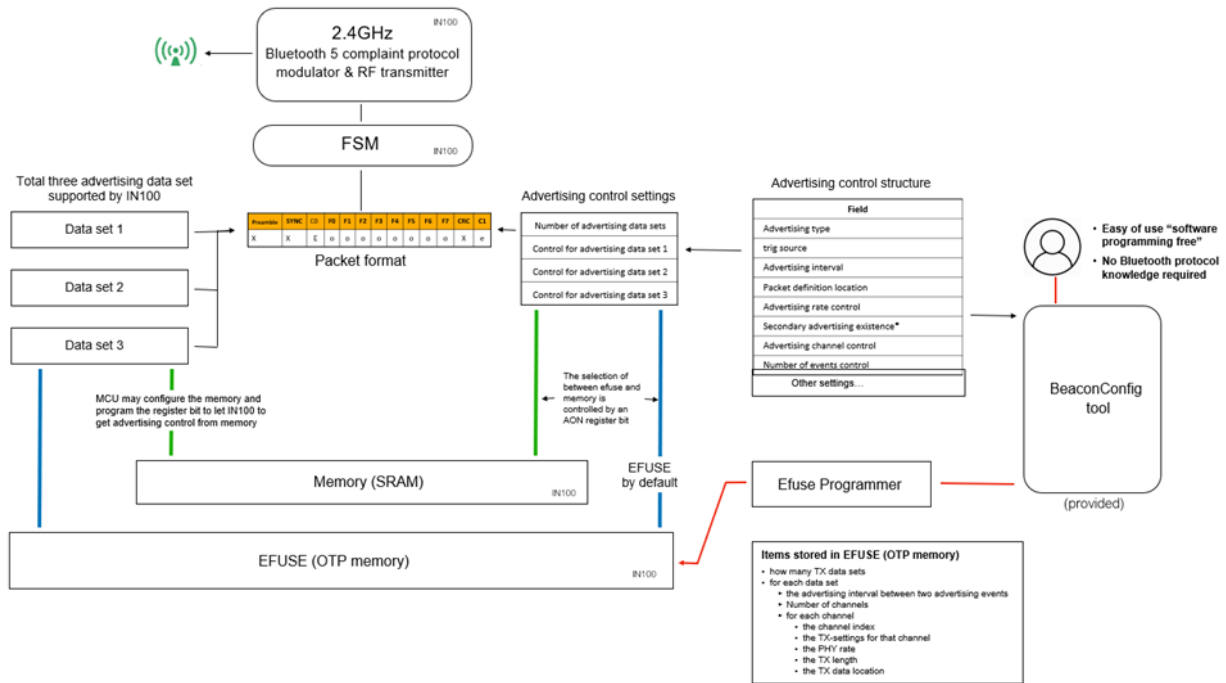 IN100
2.4GHz
Bluetooth 5 complaint protocol
modulator & RF transmitter
FSM
IN100
Total three advertising data set
supported by IN100
Data set 1
Data set 2
Data set 3
Preamble SYNC C0 F0 F1 F2 F3 F4 F5 F6 F7 CRC C1
X X E o o o o o o o o X e
Packet format
Advertising control settings
Number of advertising data sets
Control for advertising data set 1
Control for advertising data set 2
Control for advertising data set 3
Advertising control structure
Field
Advertising type
trig source
Advertising interval
Packet definition location
Advertising rate control
Secondary advertising existence*
Advertising channel control
Number of events control
Other settings...
• Easy of use “software
programming free”
• No Bluetooth protocol
knowledge required
BeaconConfig
tool
(provided)
MCU may configure the memory and
program the register bit to let IN100 to
get advertising control from memory
The selection of
between efuse and
memory is
controlled by an
AON register bit
EFUSE
by default
Memory (SRAM)
IN100
Efuse Programmer
EFUSE (OTP memory)
IN100
Items stored in EFUSE (OTP memory)
• how many TX data sets
• for each data set
‣ the advertising interval between two advertising events
‣ Number of channels
• for each channel
• the channel index
• the TX-settings for that channel
• the PHY rate
• the TX length
• the TX data location